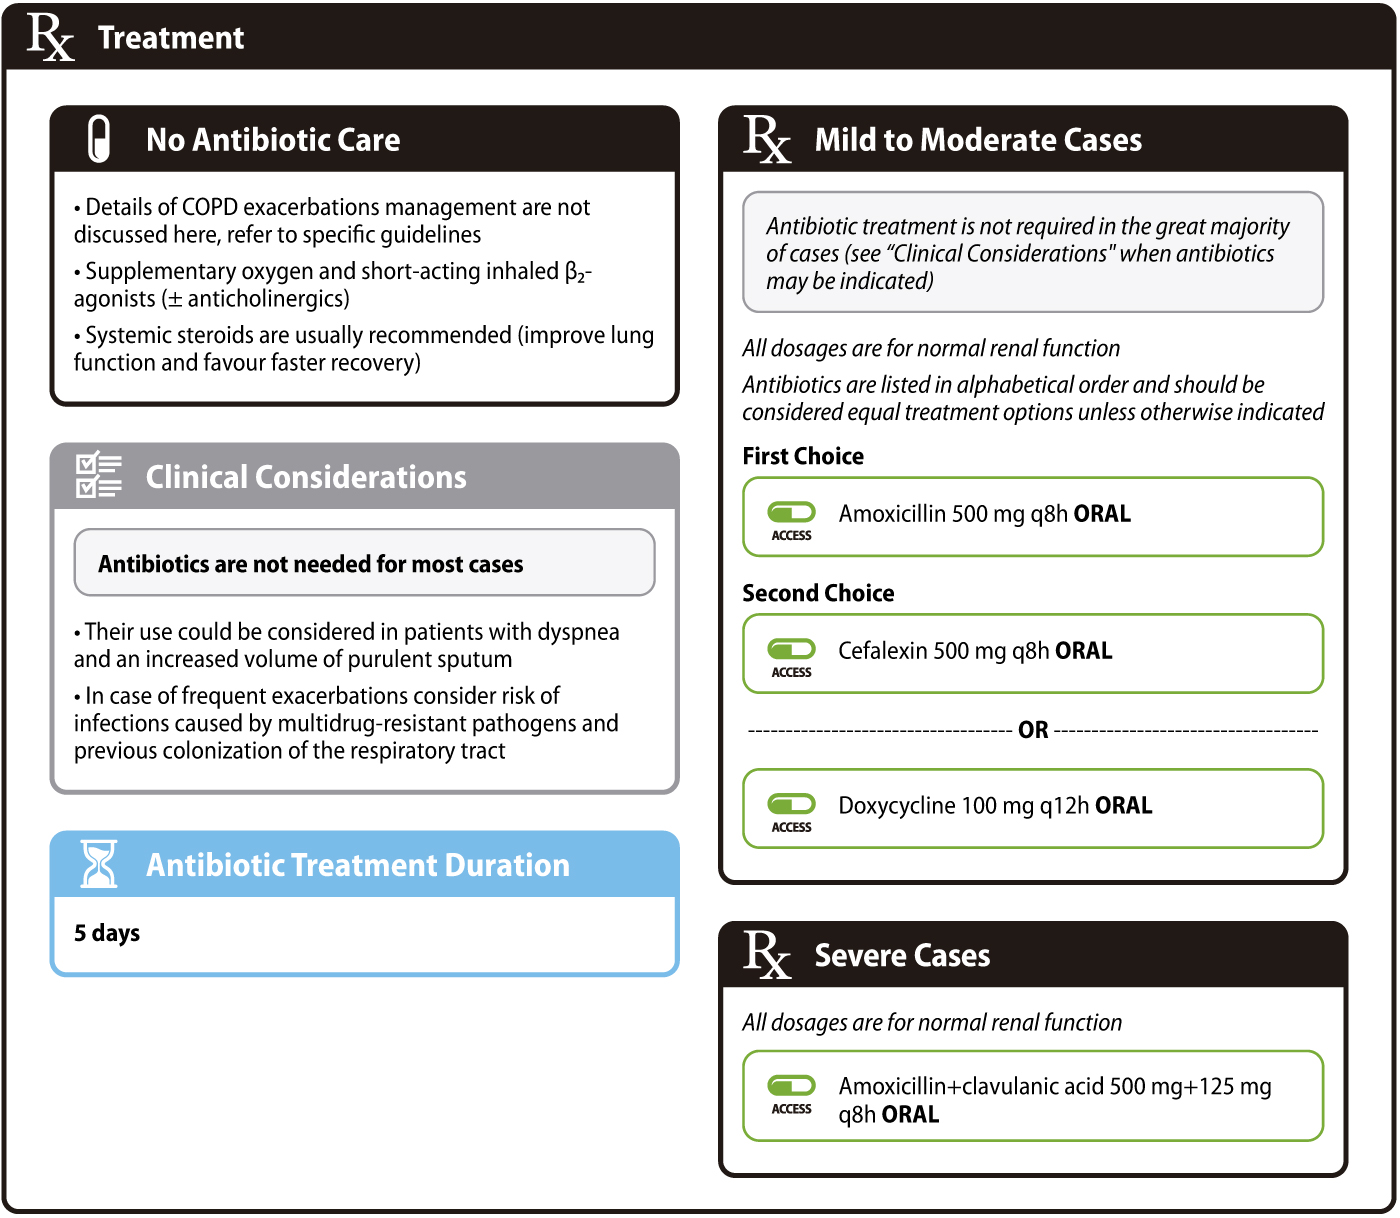 Rx Treatment
No Antibiotic Care
• Details of COPD exacerbations management are not
discussed here, refer to specific guidelines
• Supplementary oxygen and short-acting inhaled β₂-
agonists (± anticholinergics)
• Systemic steroids are usually recommended (improve lung
function and favour faster recovery)
Clinical Considerations
Antibiotics are not needed for most cases
• Their use could be considered in patients with dyspnea
and an increased volume of purulent sputum
• In case of frequent exacerbations consider risk of
infections caused by multidrug-resistant pathogens and
previous colonization of the respiratory tract
Antibiotic Treatment Duration
5 days
Rx Mild to Moderate Cases
Antibiotic treatment is not required in the great majority
of cases (see “Clinical Considerations" when antibiotics
may be indicated)
All dosages are for normal renal function
Antibiotics are listed in alphabetical order and should be
considered equal treatment options unless otherwise indicated
First Choice
Amoxicillin 500 mg q8h ORAL
ACCESS
Second Choice
Cefalexin 500 mg q8h ORAL
ACCESS
OR
Doxycycline 100 mg q12h ORAL
ACCESS
Rx Severe Cases
All dosages are for normal renal function
Amoxicillin+clavulanic acid 500 mg+125 mg
ACCESS
q8h ORAL